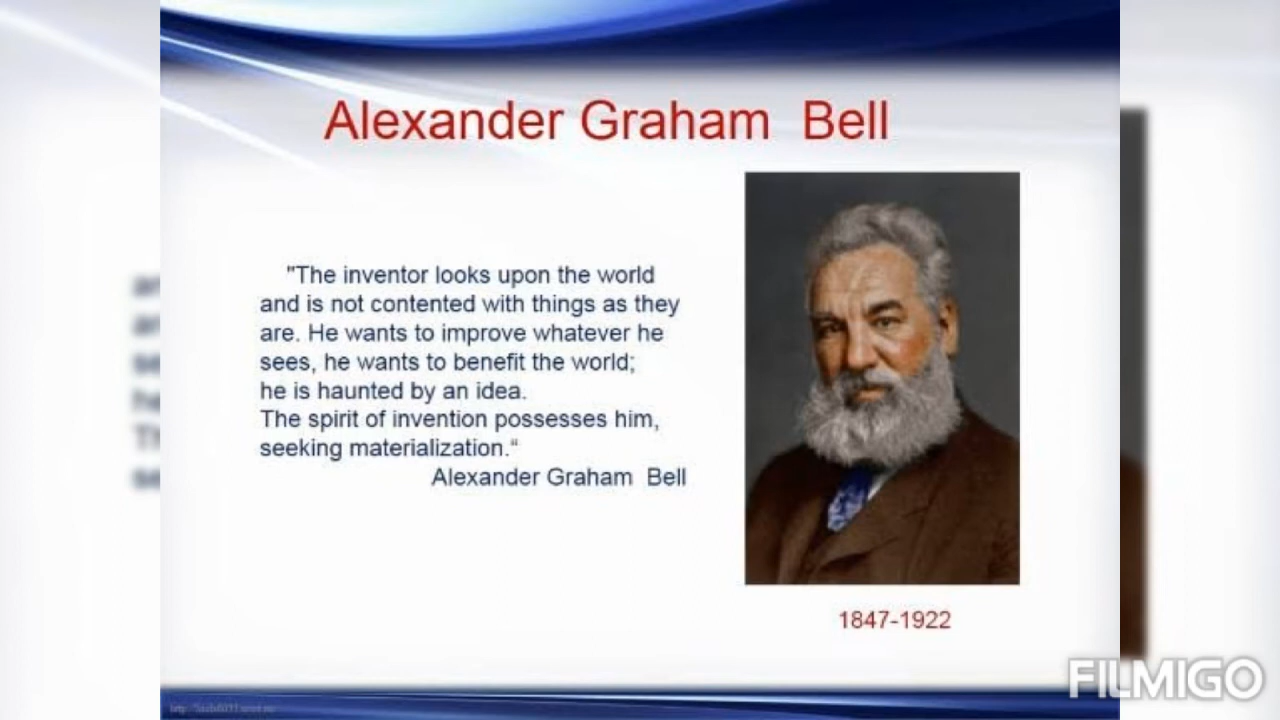 Alexander Graham Bell
"The inventor looks upon the world
and is not contented with things as they
are. He wants to improve whatever he
sees, he wants to benefit the world;
he is haunted by an idea.
The spirit of invention possesses him,
seeking materialization.“
Alexander Graham Bell
1847-1922
FILMIGO